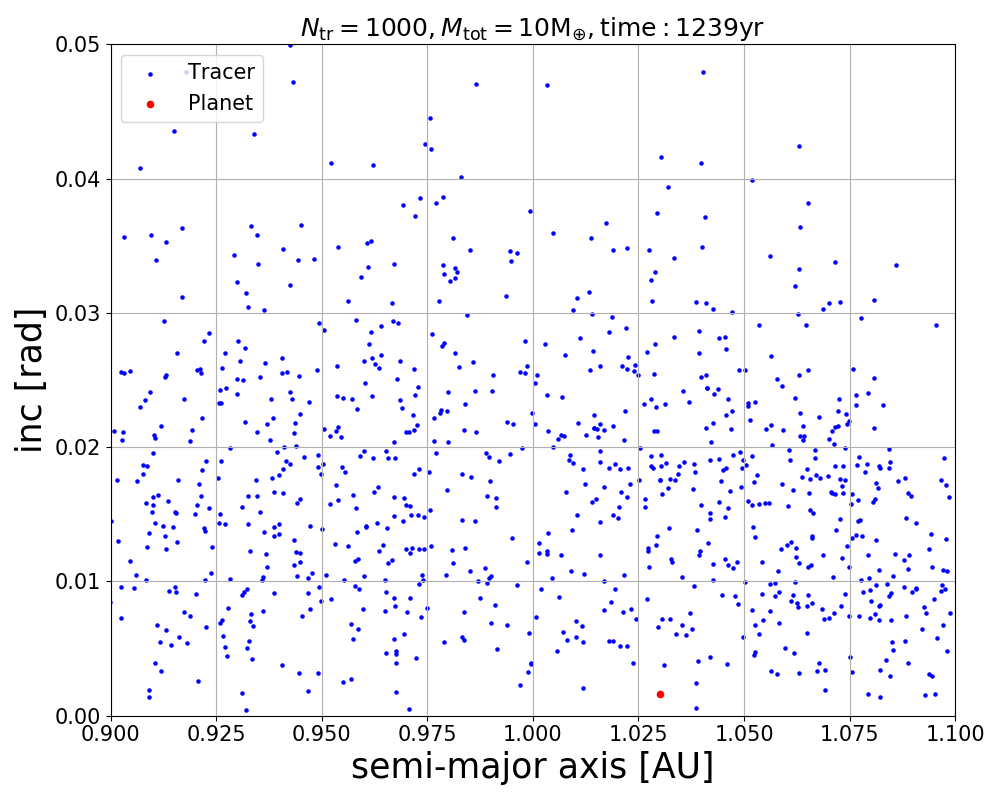 N_tr = 1000, M_tot = 10M_⊕, time : 1239yr
Tracer
Planet
inc [rad]
0.05
0.04
0.03
0.02
0.01
0.00
0.900 0.925 0.950 0.975 1.000 1.025 1.050 1.075 1.100
semi-major axis [AU]